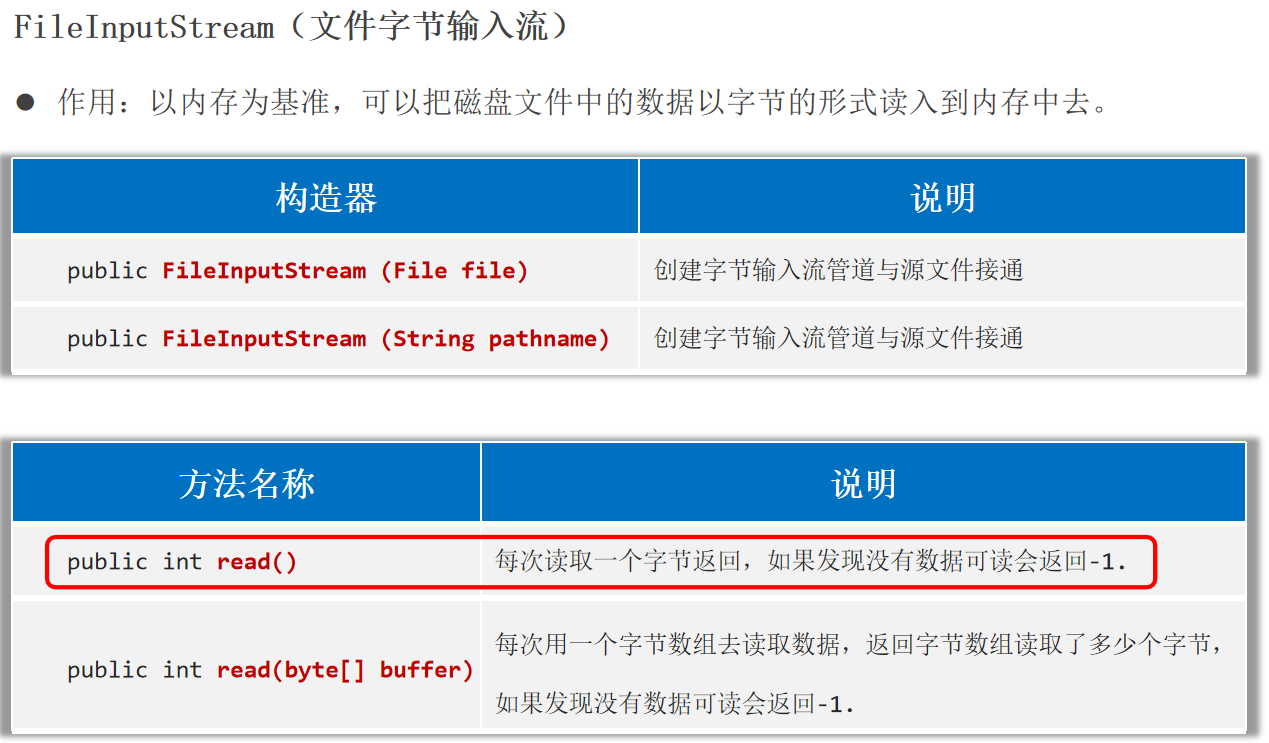 FileInputStream（文件字节输入流）
● 作用：以内存为基准，可以把磁盘文件中的数据以字节的形式读入到内存中去。
构造器 说明
public FileInputStream (File file) 创建字节输入流管道与源文件接通
public FileInputStream (String pathname) 创建字节输入流管道与源文件接通
方法名称 说明
public int read() 每次读取一个字节返回，如果发现没有数据可读会返回-1.
public int read(byte[] buffer) 每次用一个字节数组去读取数据，返回字节数组读取了多少个字节，
如果发现没有数据可读会返回-1.